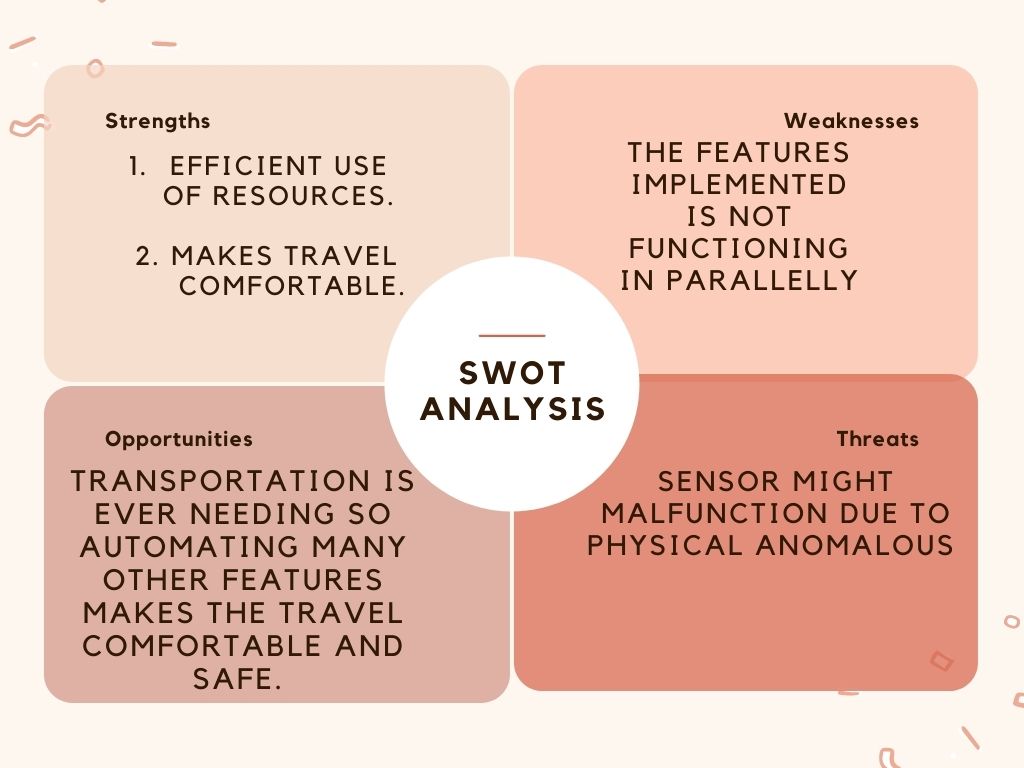 Strengths
1. EFFICIENT USE
OF RESOURCES.
2. MAKES TRAVEL
COMFORTABLE.
Weaknesses
THE FEATURES
IMPLEMENTED
IS NOT
FUNCTIONING
IN PARALLELLY
SWOT
ANALYSIS
Opportunities
TRANSPORTATION IS
EVER NEEDING SO
AUTOMATING MANY
OTHER FEATURES
MAKES THE TRAVEL
COMFORTABLE AND
SAFE.
Threats
SENSOR MIGHT
MALFUNCTION DUE TO
PHYSICAL ANOMALOUS